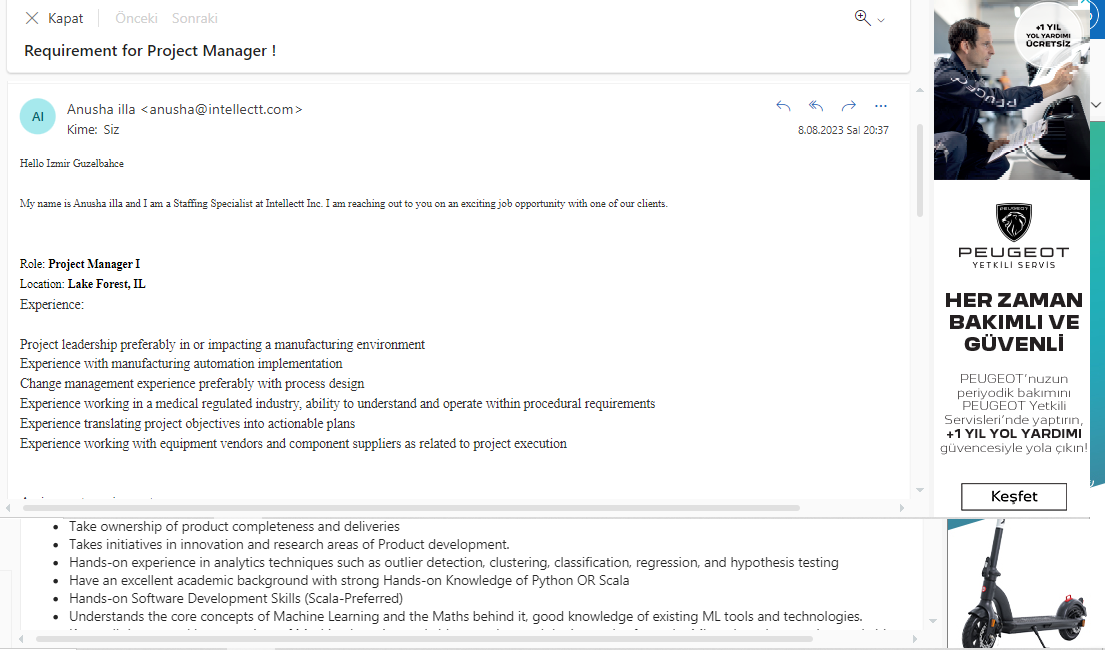 Kapat
Önceki
Sonraki
Requirement for Project Manager !
AI
Anusha illa <anusha@intellectt.com>
Kime: Siz
8.08.2023 Sal 20:37
Hello Izmir Guzelbahce
My name is Anusha illa and I am a Staffing Specialist at Intellectt Inc. I am reaching out to you on an exciting job opportunity with one of our clients.
Role: Project Manager I
Location: Lake Forest, IL
Experience:
Project leadership preferably in or impacting a manufacturing environment
Experience with manufacturing automation implementation
Change management experience preferably with process design
Experience working in a medical regulated industry, ability to understand and operate within procedural requirements
Experience translating project objectives into actionable plans
Experience working with equipment vendors and component suppliers as related to project execution
Take ownership of product completeness and deliveries
Takes initiatives in innovation and research areas of Product development.
Hands-on experience in analytics techniques such as outlier detection, clustering, classification, regression, and hypothesis testing
Have an excellent academic background with strong Hands-on Knowledge of Python OR Scala
Hands-on Software Development Skills (Scala-Preferred)
Understands the core concepts of Machine Learning and the Maths behind it, good knowledge of existing ML tools and technologies.
+1 YIL
YOL YARDIMI
ÜCRETSİZ
PEUGEOT
PEUGEOT
YETKİLİ SERVİS
HER ZAMAN
BAKIMLI VE
GÜVENLİ
PEUGEOT'nuzun
periyodik bakımını
PEUGEOT Yetkili
Servisleri'nde yaptırın,
+1 YIL YOL YARDIMI
güvencesiyle yola çıkın!
Keşfet